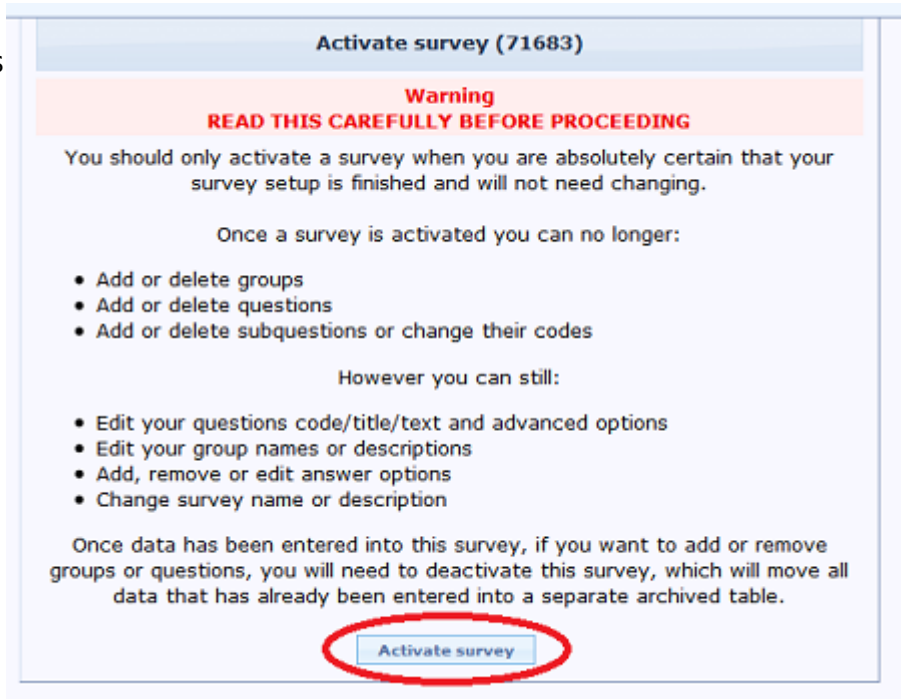 Activate survey (71683)
Warning
READ THIS CAREFULLY BEFORE PROCEEDING
You should only activate a survey when you are absolutely certain that your
survey setup is finished and will not need changing.
Once a survey is activated you can no longer:
• Add or delete groups
• Add or delete questions
• Add or delete subquestions or change their codes
However you can still:
• Edit your questions code/title/text and advanced options
• Edit your group names or descriptions
• Add, remove or edit answer options
• Change survey name or description
Once data has been entered into this survey, if you want to add or remove
groups or questions, you will need to deactivate this survey, which will move all
data that has already been entered into a separate archived table.
Activate survey